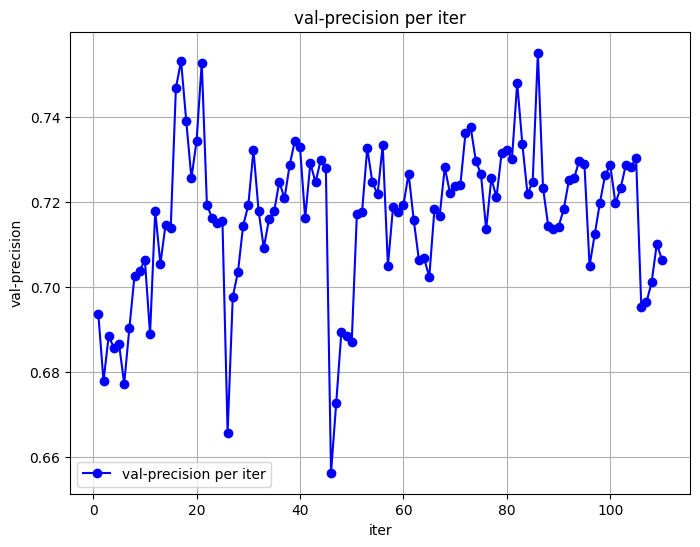 val-precision per iter
val-precision
0.74
0.72
0.70
0.68
0.66
val-precision per iter
0
20
40
60
80
100
iter